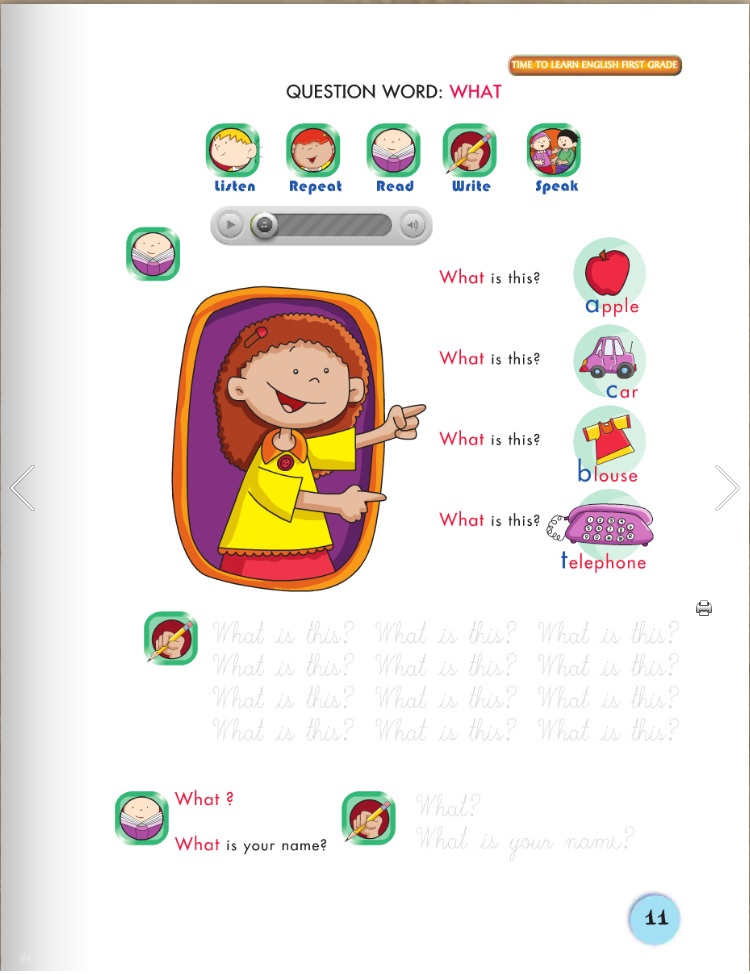 TIME TO LEARN ENGLISH FIRST GRADE
QUESTION WORD: WHAT
Listen Repeat Read Write Speak
What is this?
apple
What is this?
car
What is this?
blouse
What is this?
telephone
What is this? What is this? What is this?
What is this? What is this? What is this?
What is this? What is this? What is this?
What is this? What is this? What is this?
What ?
What is your name?
What?
What is your name?
11